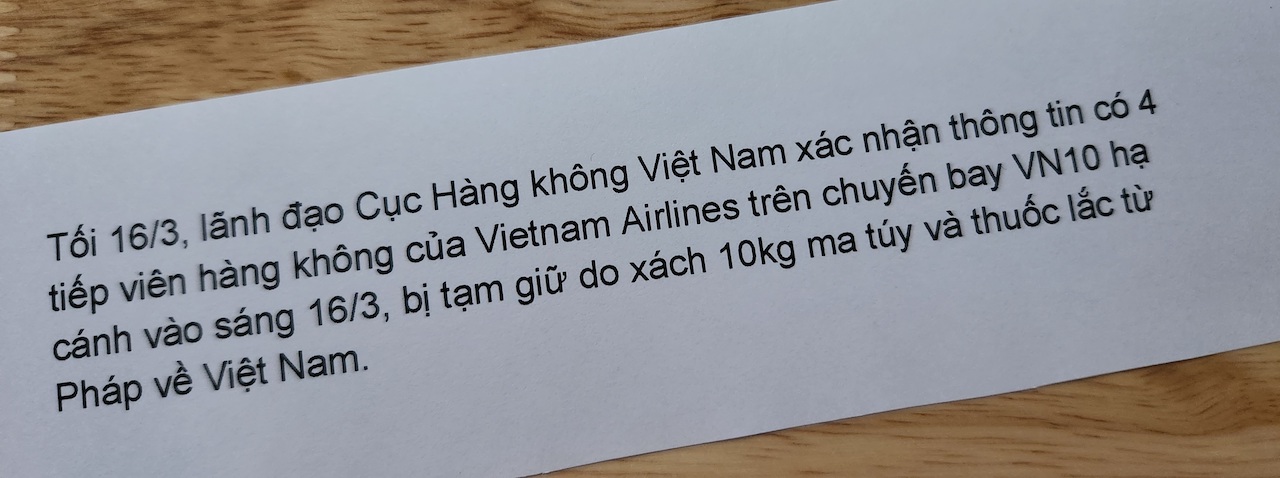 Tối 16/3, lãnh đạo Cục Hàng không Việt Nam xác nhận thông tin có 4
tiếp viên hàng không của Vietnam Airlines trên chuyến bay VN10 hạ
cánh vào sáng 16/3, bị tạm giữ do xách 10kg ma túy và thuốc lắc từ
Pháp về Việt Nam.